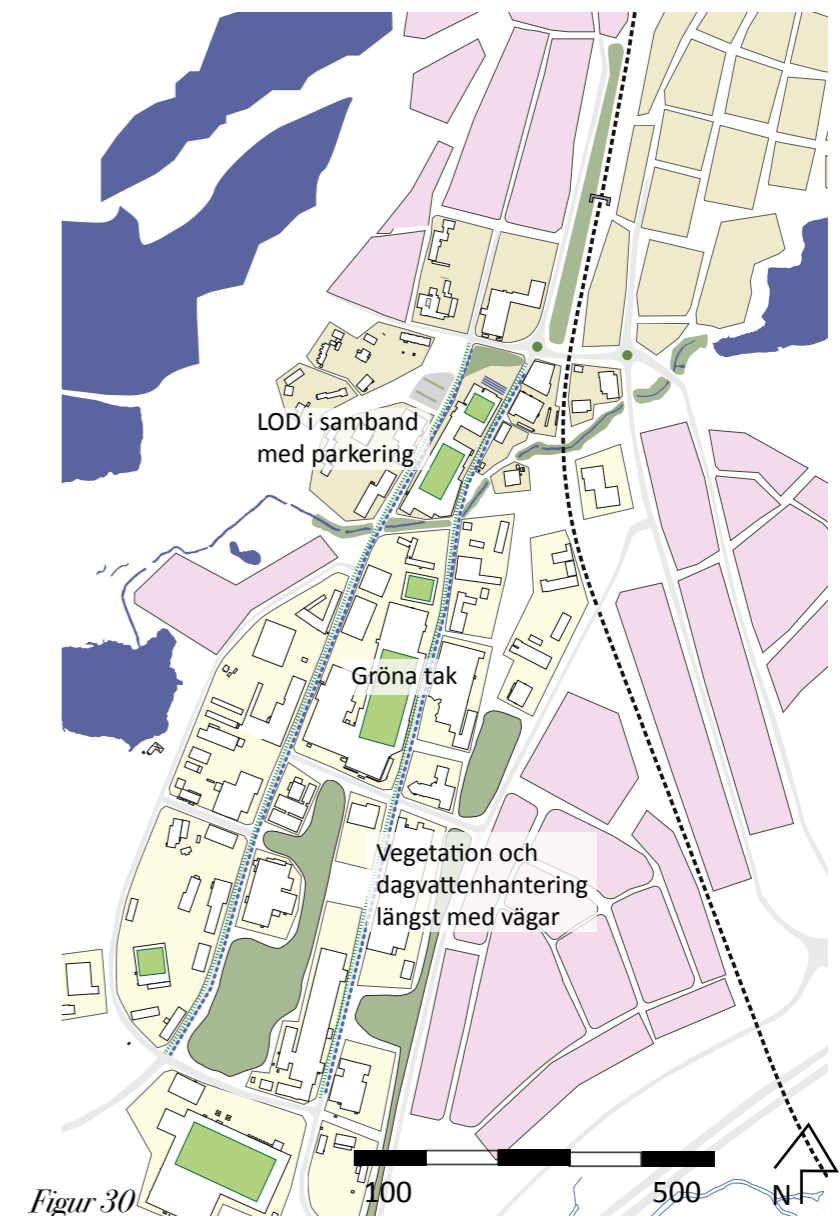 LOD i samband
med parkering
Gröna tak
Vegetation och
dagvattenhantering
längst med vägar
100
500
N
Figur 30